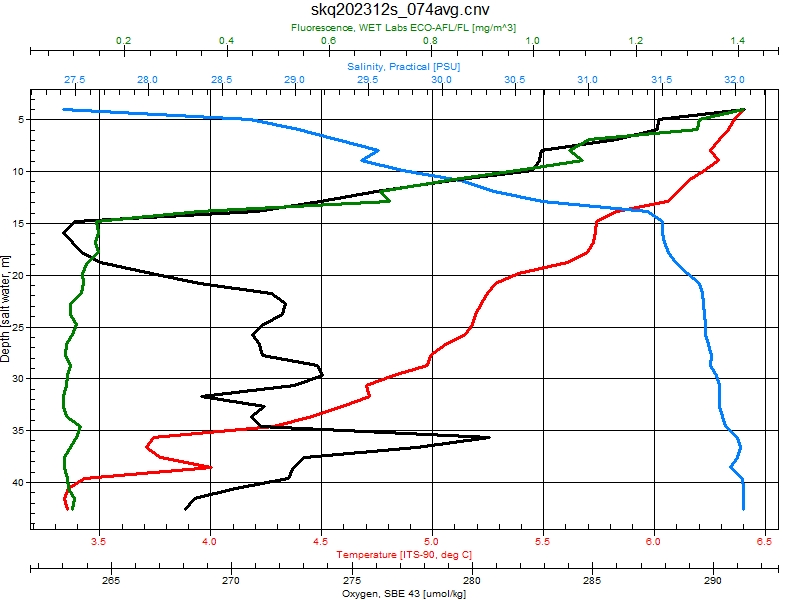 skq202312s_074avg.cnv
Fluorescence, WET Labs ECO-AFL/FL [mg/m^3]
0.2 0.4 0.6 0.8 1.0 1.2 1.4
Salinity, Practical [PSU]
27.5 28.0 28.5 29.0 29.5 30.0 30.5 31.0 31.5 32.0
5
10
15
20
25
30
35
40
Depth [salt water, m]
3.5 4.0 4.5 5.0 5.5 6.0 6.5
Temperature [ITS-90, deg C]
265 270 275 280 285 290
Oxygen, SBE 43 [umol/kg]